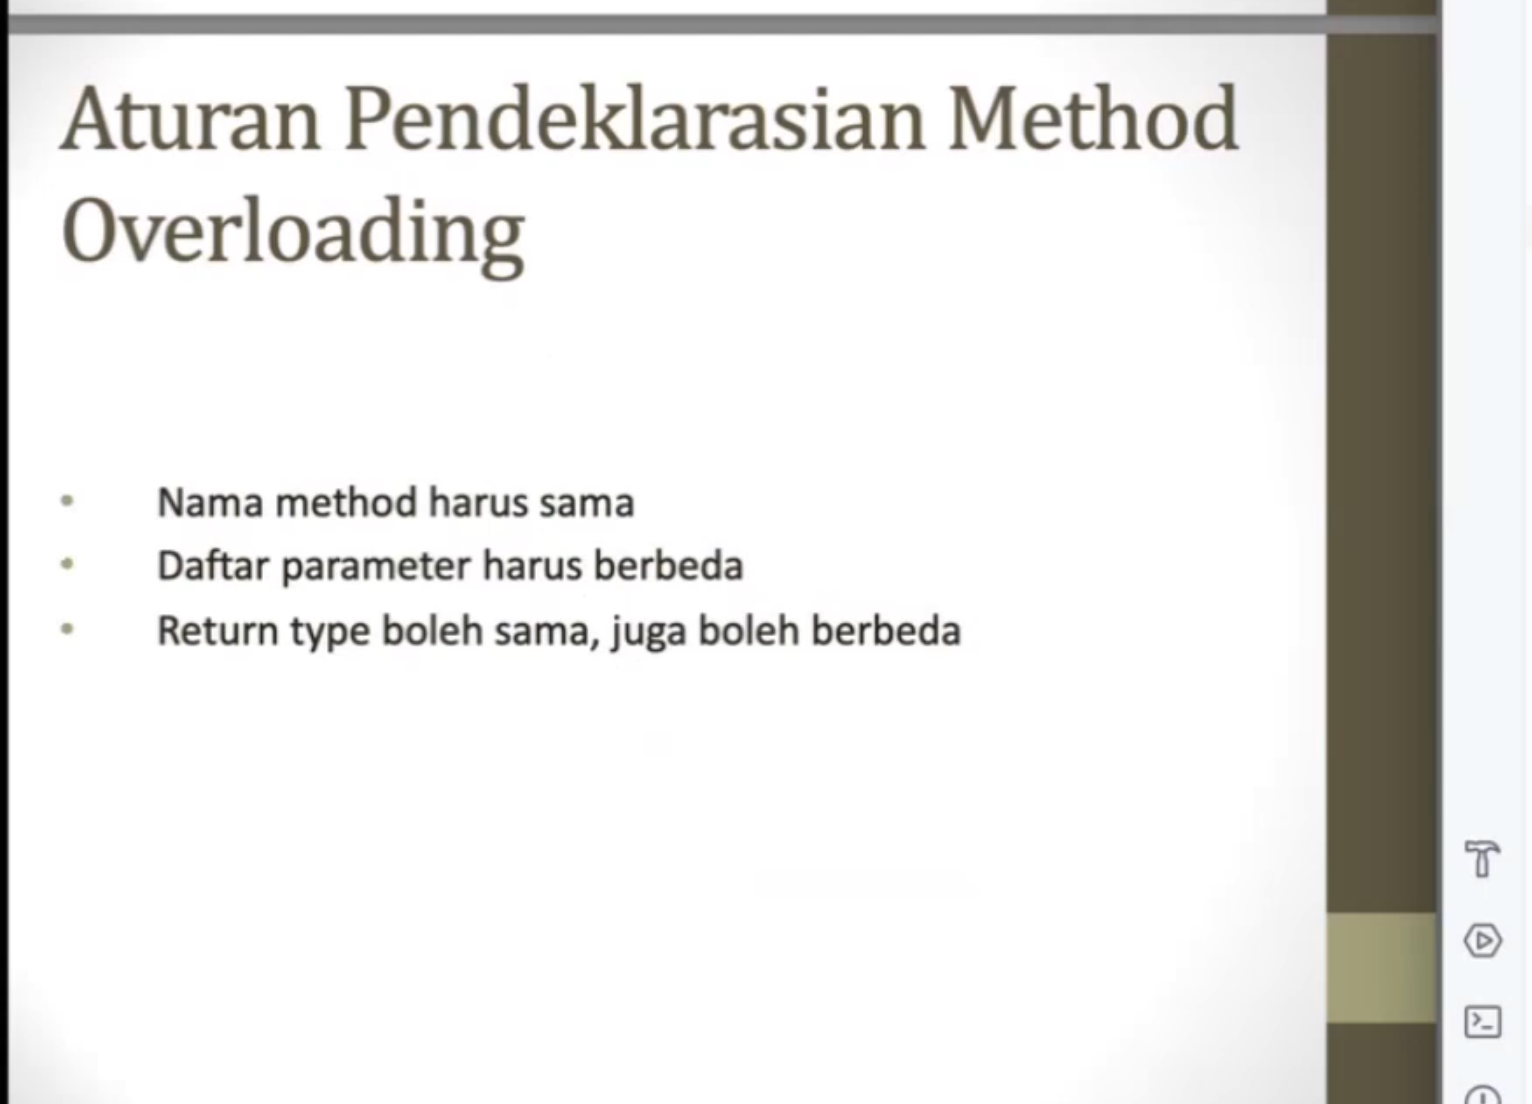 Aturan Pendeklarasian Method
Overloading
• Nama method harus sama
• Daftar parameter harus berbeda
• Return type boleh sama, juga boleh berbeda